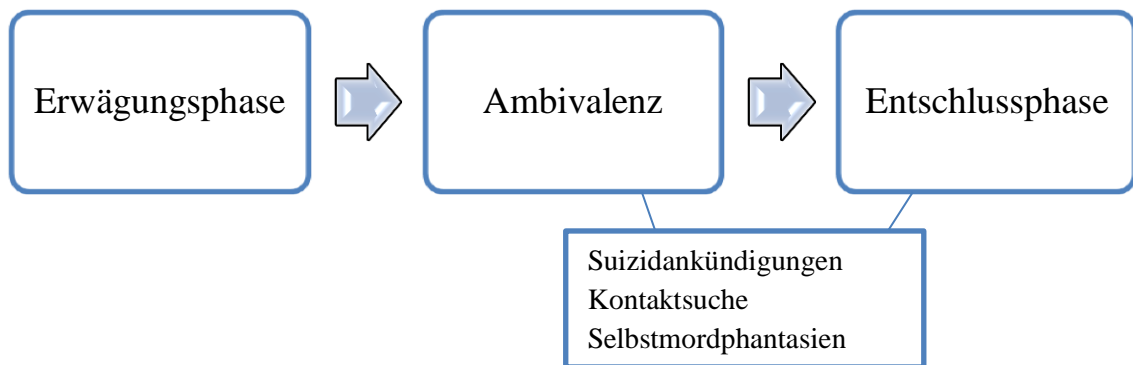 Erwägungsphase
Ambivalenz
Entschlussphase
Suizidankündigungen
Kontaktsuche
Selbstmordphantasien